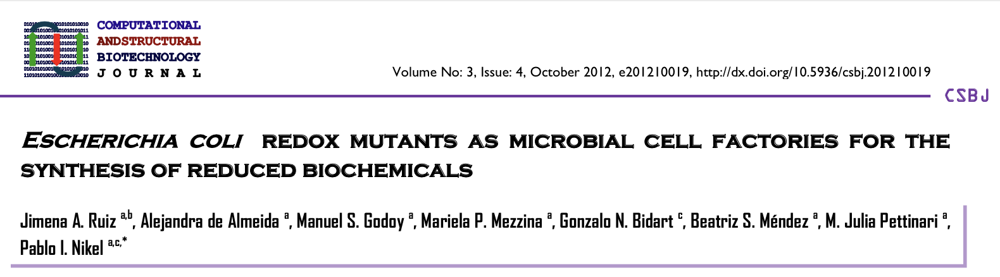 COMPUTATIONAL
ANDSTRUCTURAL
BIOTECHNOLOGY
JOURNAL
Volume No: 3, Issue: 4, October 2012, e201210019, http://dx.doi.org/10.5936/csbj.201210019
CSBJ
ESCHERICHIA COLI REDOX MUTANTS AS MICROBIAL CELL FACTORIES FOR THE
SYNTHESIS OF REDUCED BIOCHEMICALS
Jimena A. Ruiz a,b, Alejandra de Almeida a, Manuel S. Godoy a, Mariela P. Mezzina a, Gonzalo N. Bidart c, Beatriz S. Méndez a, M. Julia Pettinari a,
Pablo I. Nikel a,c,*